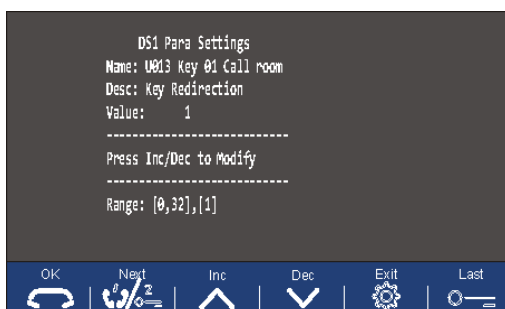 DS1 Para Settings
Name: U013 Key 01 Call room
Desc: Key Redirection
Value: 1
----------------------------
Press Inc/Dec to Modify
----------------------------
Range: [0,32],[1]
OK Next Inc Dec Exit Last